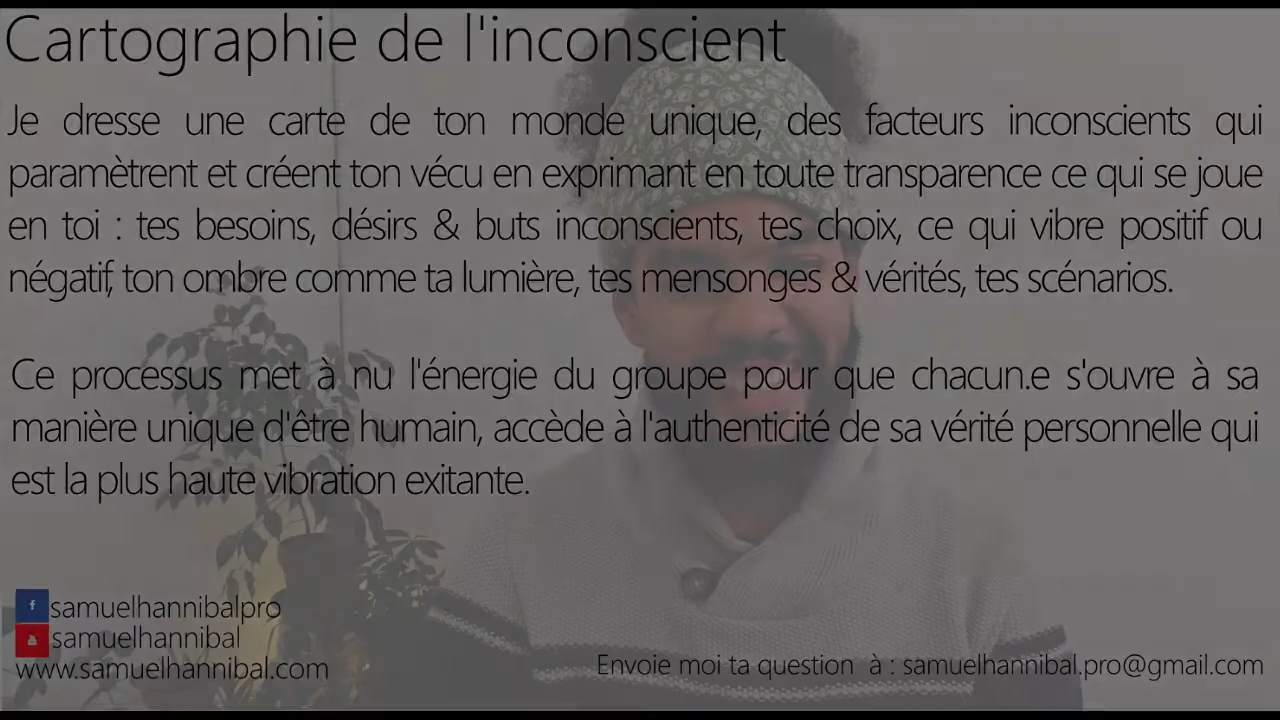 Cartographie de l'inconscient
Je dresse une carte de ton monde unique, des facteurs inconscients qui
paramètrent et créent ton vécu en exprimant en toute transparence ce qui se joue
en toi : tes besoins, désirs & buts inconscients, tes choix, ce qui vibre positif ou
négatif, ton ombre comme ta lumière, tes mensonges & vérités, tes scénarios.
Ce processus met à nu l'énergie du groupe pour que chacun.e s'ouvre à sa
manière unique d'être humain, accède à l'authenticité de sa vérité personnelle qui
est la plus haute vibration exitante.
samuelhannibalpro
samuelhannibal
www.samuelhannibal.com
Envoie moi ta question à : samuelhannibal.pro@gmail.com